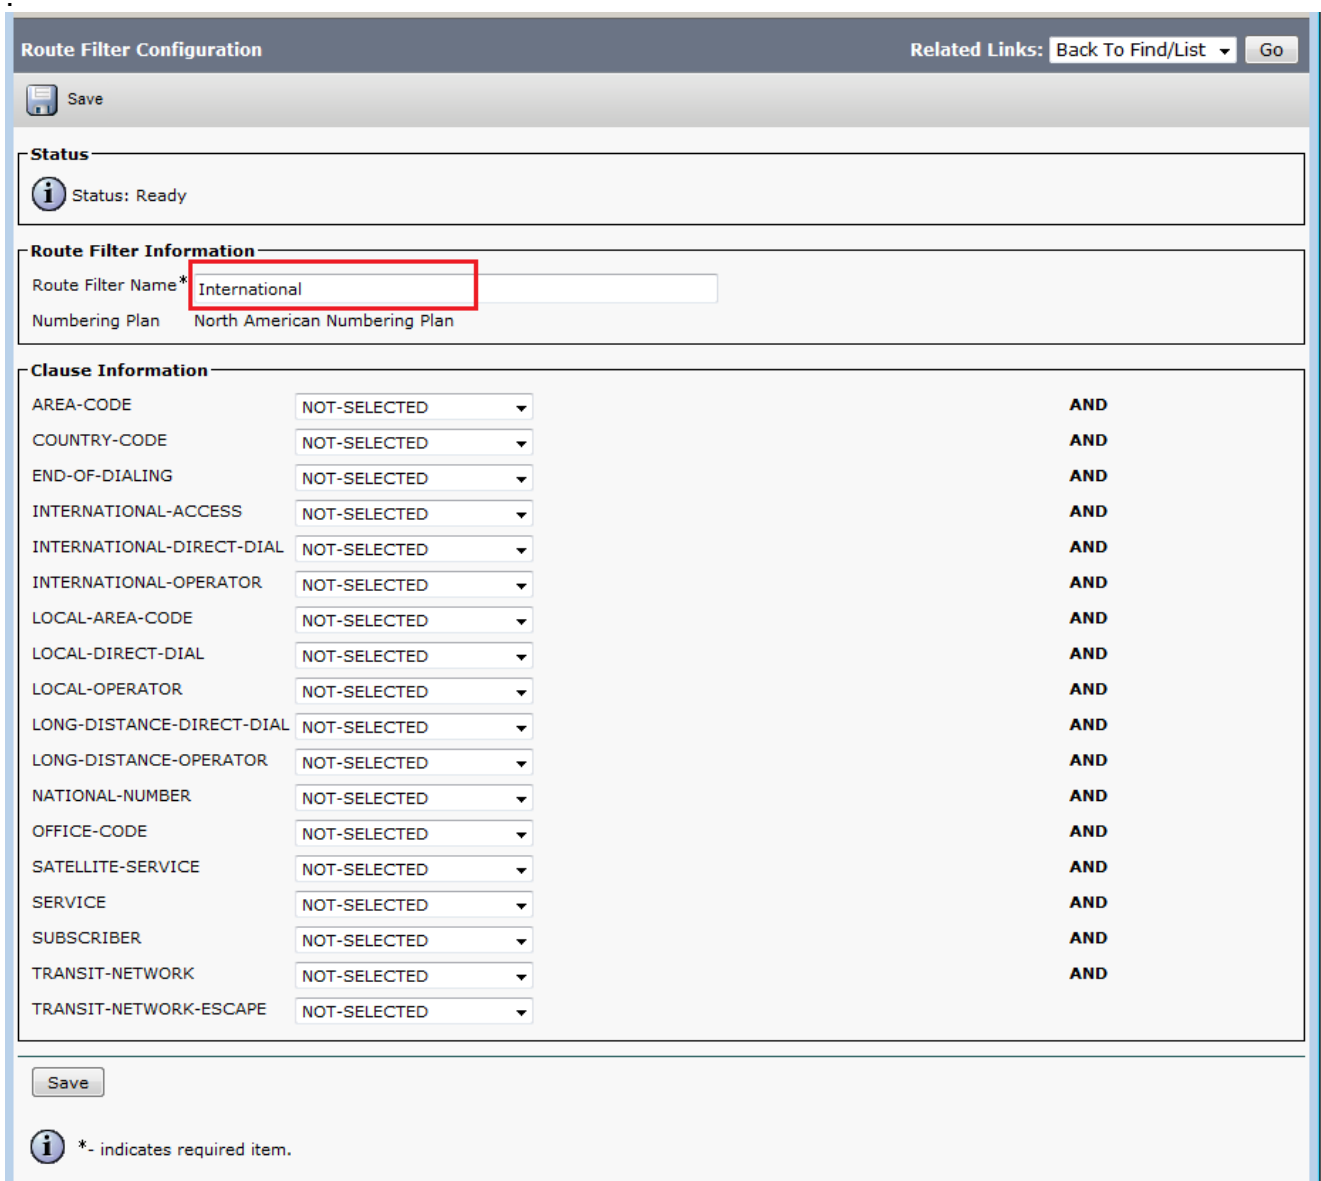 Route Filter Configuration Related Links: Back To Find/List Go
Save
Status
i Status: Ready
Route Filter Information
Route Filter Name* International
Numbering Plan North American Numbering Plan
Clause Information
AREA-CODE NOT-SELECTED AND
COUNTRY-CODE NOT-SELECTED AND
END-OF-DIALING NOT-SELECTED AND
INTERNATIONAL-ACCESS NOT-SELECTED AND
INTERNATIONAL-DIRECT-DIAL NOT-SELECTED AND
INTERNATIONAL-OPERATOR NOT-SELECTED AND
LOCAL-AREA-CODE NOT-SELECTED AND
LOCAL-DIRECT-DIAL NOT-SELECTED AND
LOCAL-OPERATOR NOT-SELECTED AND
LONG-DISTANCE-DIRECT-DIAL NOT-SELECTED AND
LONG-DISTANCE-OPERATOR NOT-SELECTED AND
NATIONAL-NUMBER NOT-SELECTED AND
OFFICE-CODE NOT-SELECTED AND
SATELLITE-SERVICE NOT-SELECTED AND
SERVICE NOT-SELECTED AND
SUBSCRIBER NOT-SELECTED AND
TRANSIT-NETWORK NOT-SELECTED AND
TRANSIT-NETWORK-ESCAPE NOT-SELECTED
Save
i *- indicates required item.